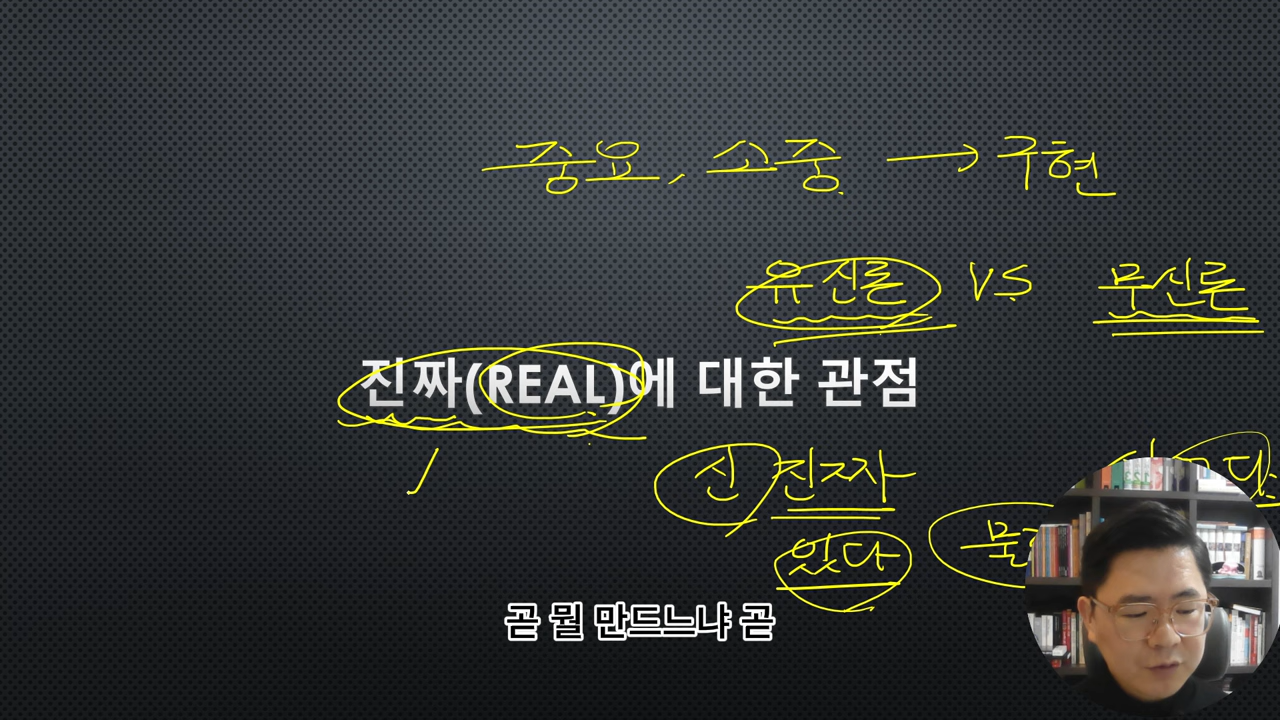 중요, 소중 → 구현
유신론 VS 무신론
진짜(REAL)에 대한 관점
신 진짜
있다
곧 뭘 만드느냐 곧